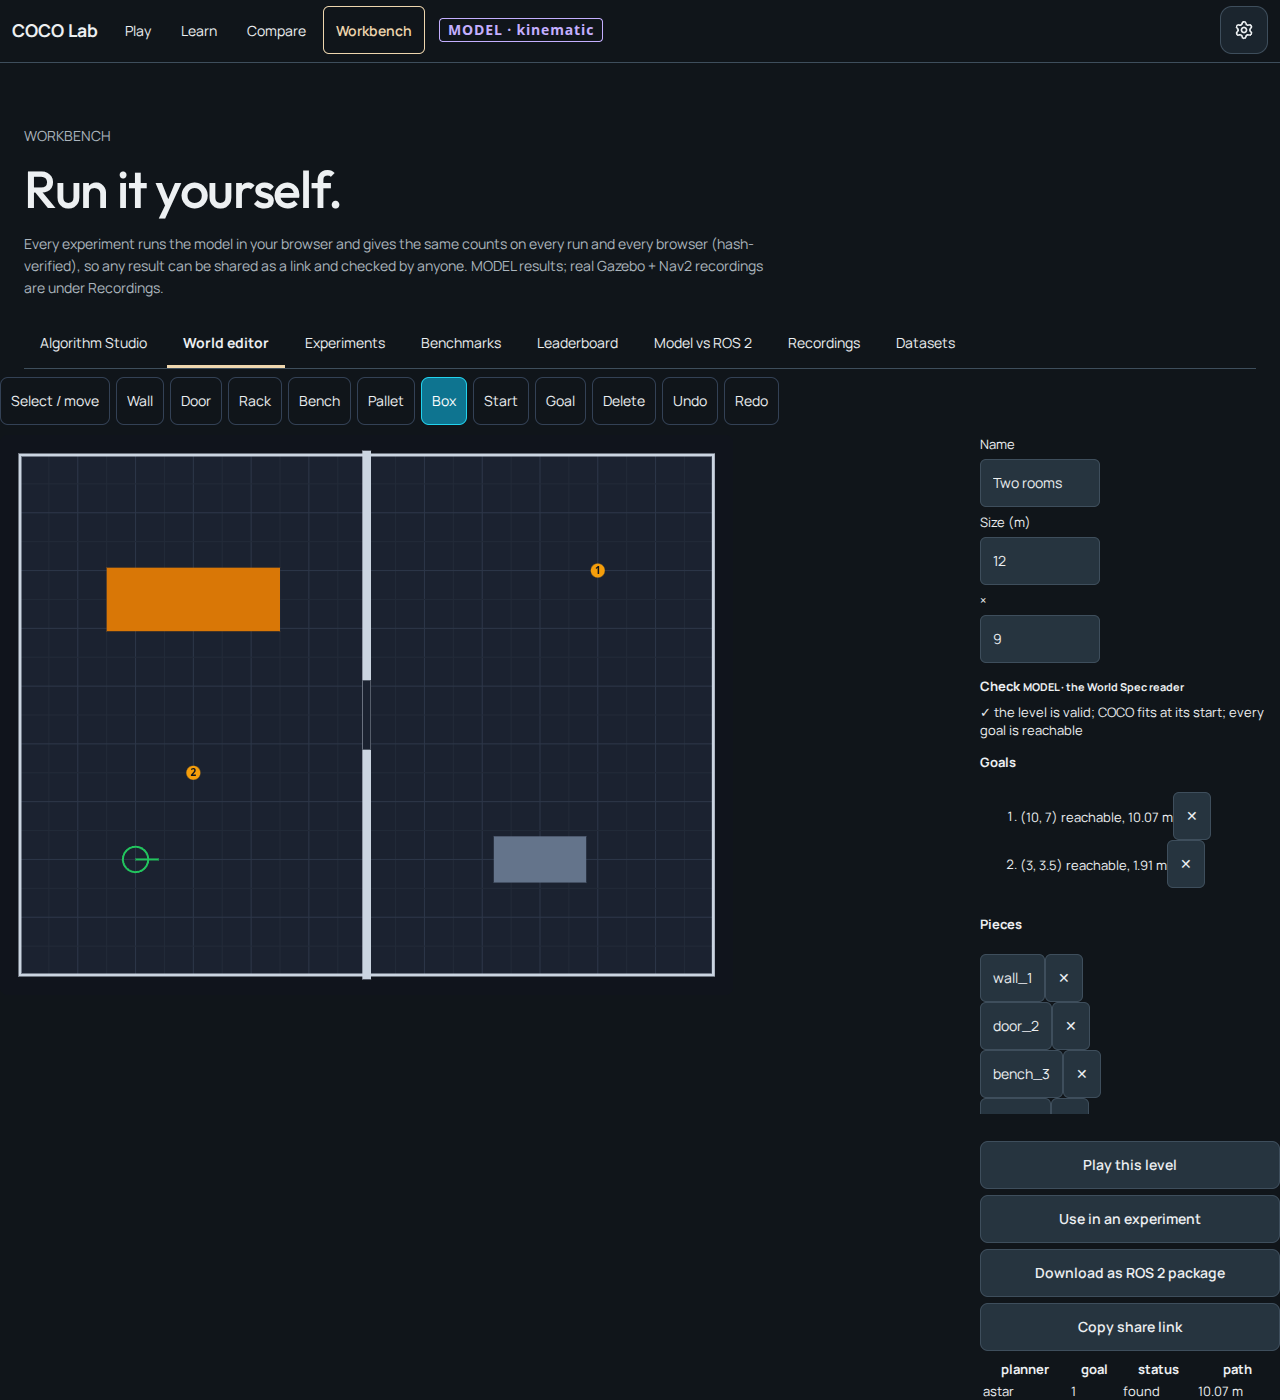 COCO Lab Play Learn Compare Workbench MODEL · kinematic
WORKBENCH
Run it yourself.
Every experiment runs the model in your browser and gives the same counts on every run and every browser (hash-
verified), so any result can be shared as a link and checked by anyone. MODEL results; real Gazebo + Nav2 recordings
are under Recordings.
Algorithm Studio World editor Experiments Benchmarks Leaderboard Model vs ROS 2 Recordings Datasets
Select / move Wall Door Rack Bench Pallet Box Start Goal Delete Undo Redo
1
2
Name
Two rooms
Size (m)
12
×
9
Check MODEL · the World Spec reader
✓ the level is valid; COCO fits at its start; every
goal is reachable
Goals
1. (10, 7) reachable, 10.07 m ✕
2. (3, 3.5) reachable, 1.91 m ✕
Pieces
wall_1 ✕
door_2 ✕
bench_3 ✕
Play this level
Use in an experiment
Download as ROS 2 package
Copy share link
planner goal status path
astar 1 found 10.07 m